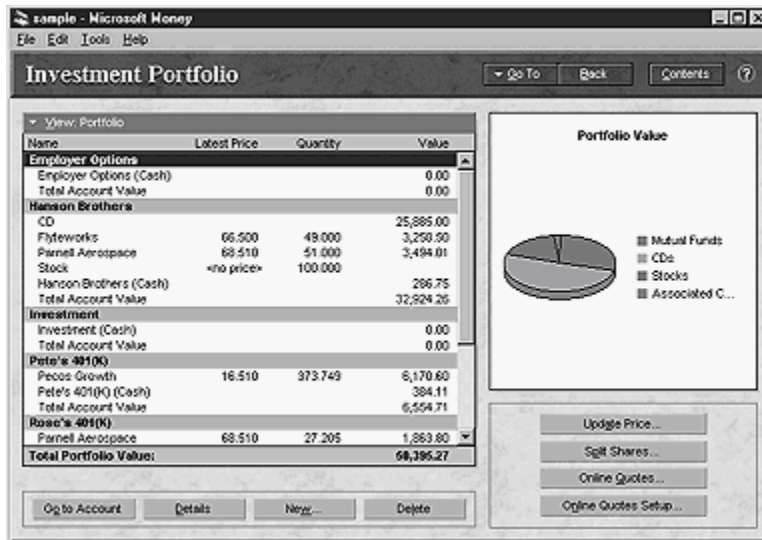 sample - Microsoft Money
File Edit Tools Help
Investment Portfolio
Go To Back Contents ?
View: Portfolio
Name Latest Price Quantity Value
Employer Options
Employer Options (Cash) 0.00
Total Account Value 0.00
Hanson Brothers
CD 25,885.00
Flyteworks 66.500 49.000 3,258.50
Parnell Aerospace 68.510 51.000 3,494.01
Stock <no price> 100.000
Hanson Brothers (Cash) 286.75
Total Account Value 32,924.26
Investment
Investment (Cash) 0.00
Total Account Value 0.00
Pete's 401(K)
Pecos Growth 16.510 373.749 6,170.60
Pete's 401(K) (Cash) 384.11
Total Account Value 6,554.71
Rose's 401(K)
Parnell Aerospace 68.510 27.205 1,863.80
Total Portfolio Value:
Go to Account Details New... Delete
Portfolio Value
Mutual Funds
CDs
Stocks
Associated C...
Update Price...
Split Shares...
Online Quotes...
Online Quotes Setup...